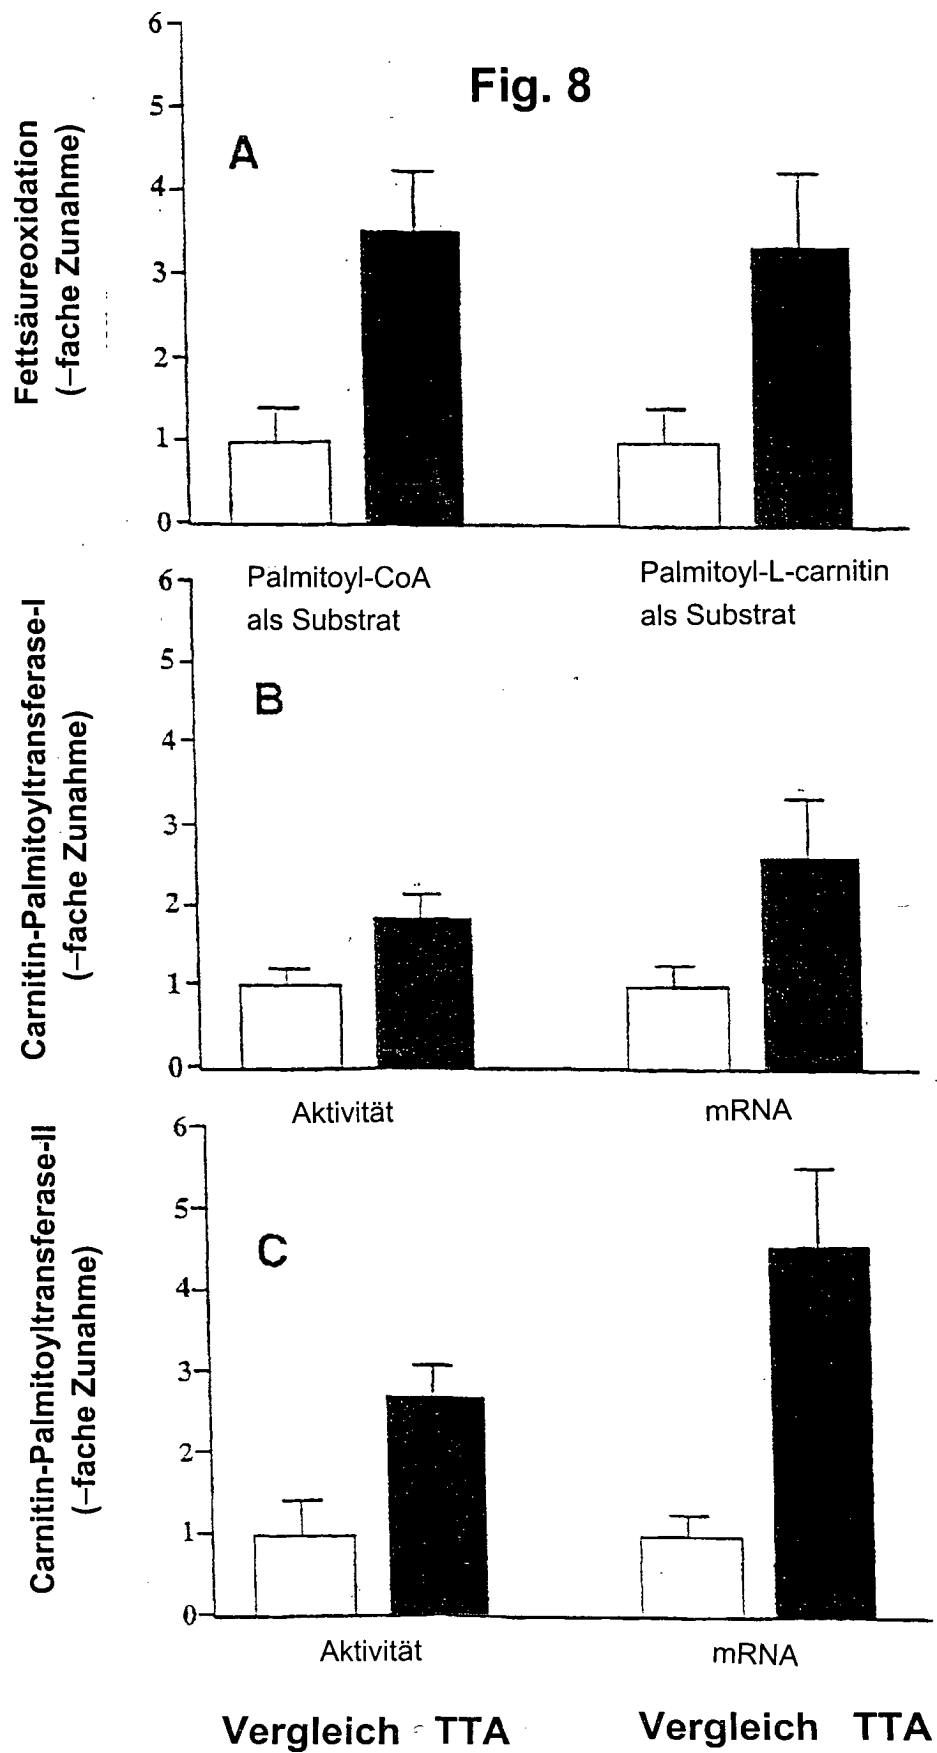 Fig. 8
A
Fettsäureoxidation
(–fache Zunahme)
6
5
4
3
2
1
0
Palmitoyl-CoA
als Substrat
Palmitoyl-L-carnitin
als Substrat
B
Carnitin-Palmitoyltransferase-I
(–fache Zunahme)
6
5
4
3
2
1
0
Aktivität
mRNA
C
Carnitin-Palmitoyltransferase-II
(–fache Zunahme)
6
5
4
3
2
1
0
Aktivität
mRNA
Vergleich TTA
Vergleich TTA